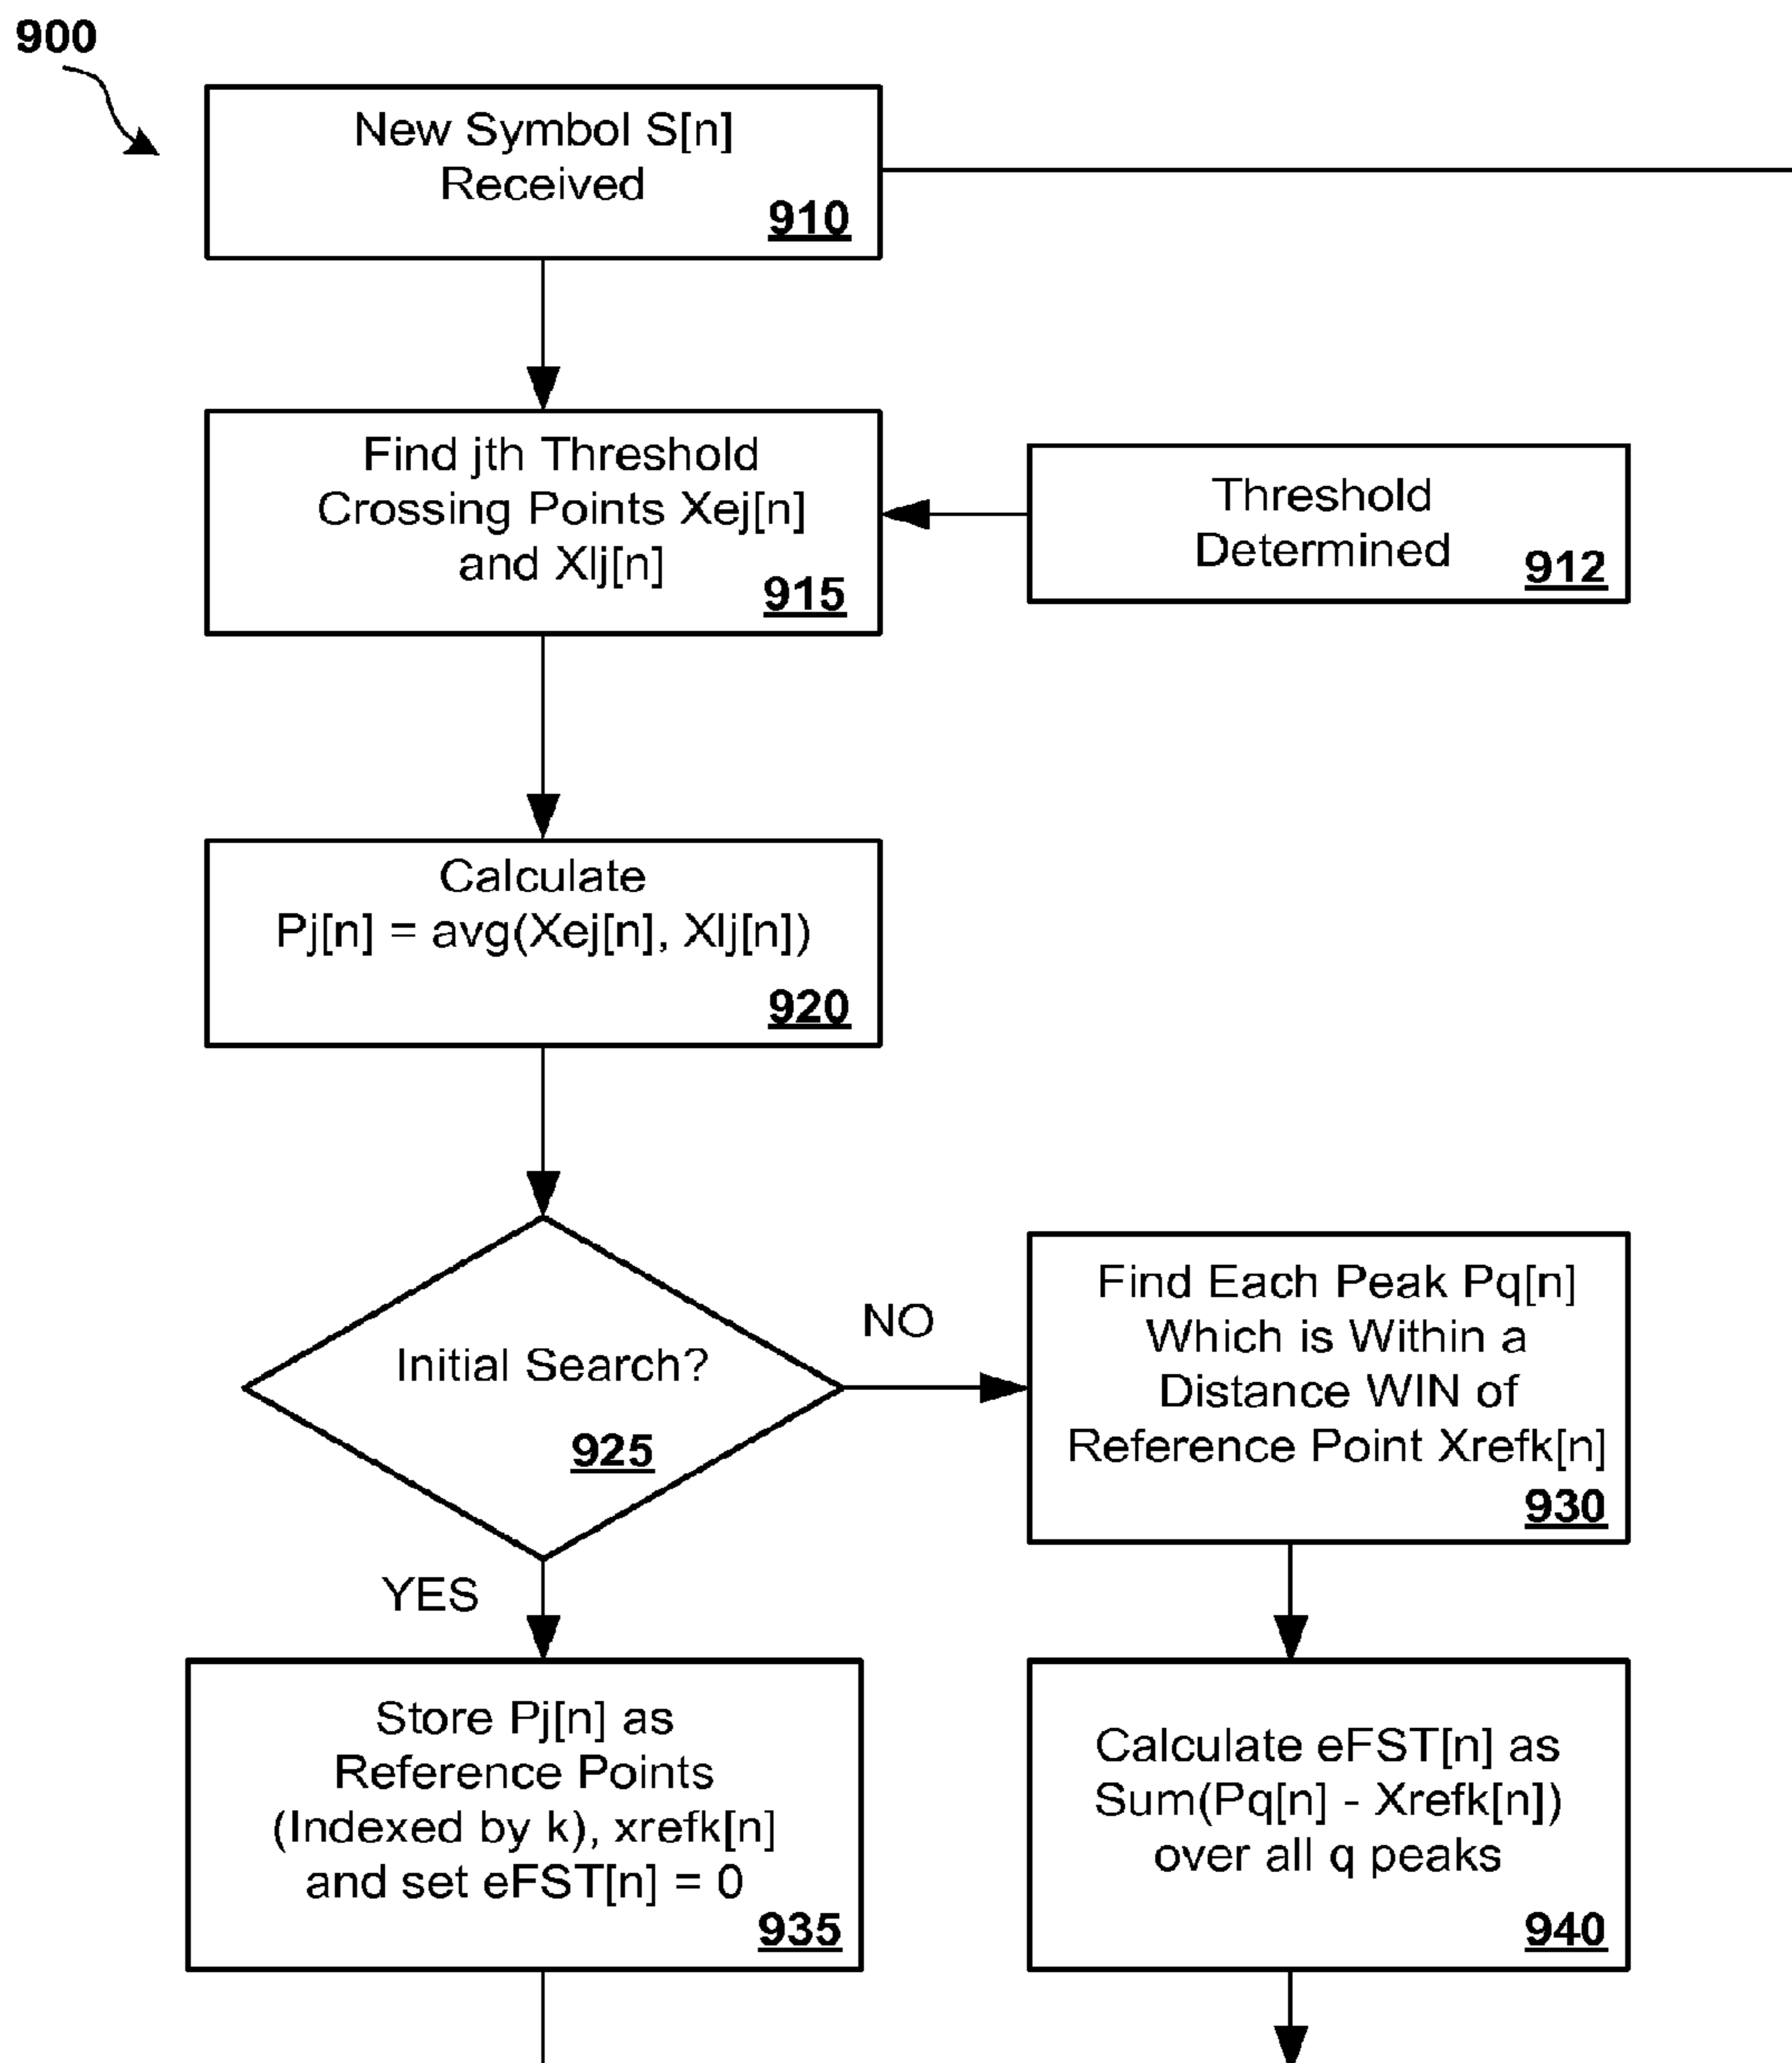 900
New Symbol S[n]
Received
910
Find jth Threshold
Crossing Points Xej[n]
and Xlj[n]
915
Threshold
Determined
912
Calculate
Pj[n] = avg(Xej[n], Xlj[n])
920
Initial Search?
925
NO
YES
Find Each Peak Pq[n]
Which is Within a
Distance WIN of
Reference Point Xrefk[n]
930
Store Pj[n] as
Reference Points
(Indexed by k), xrefk[n]
and set eFST[n] = 0
935
Calculate eFST[n] as
Sum(Pq[n] - Xrefk[n])
over all q peaks
940